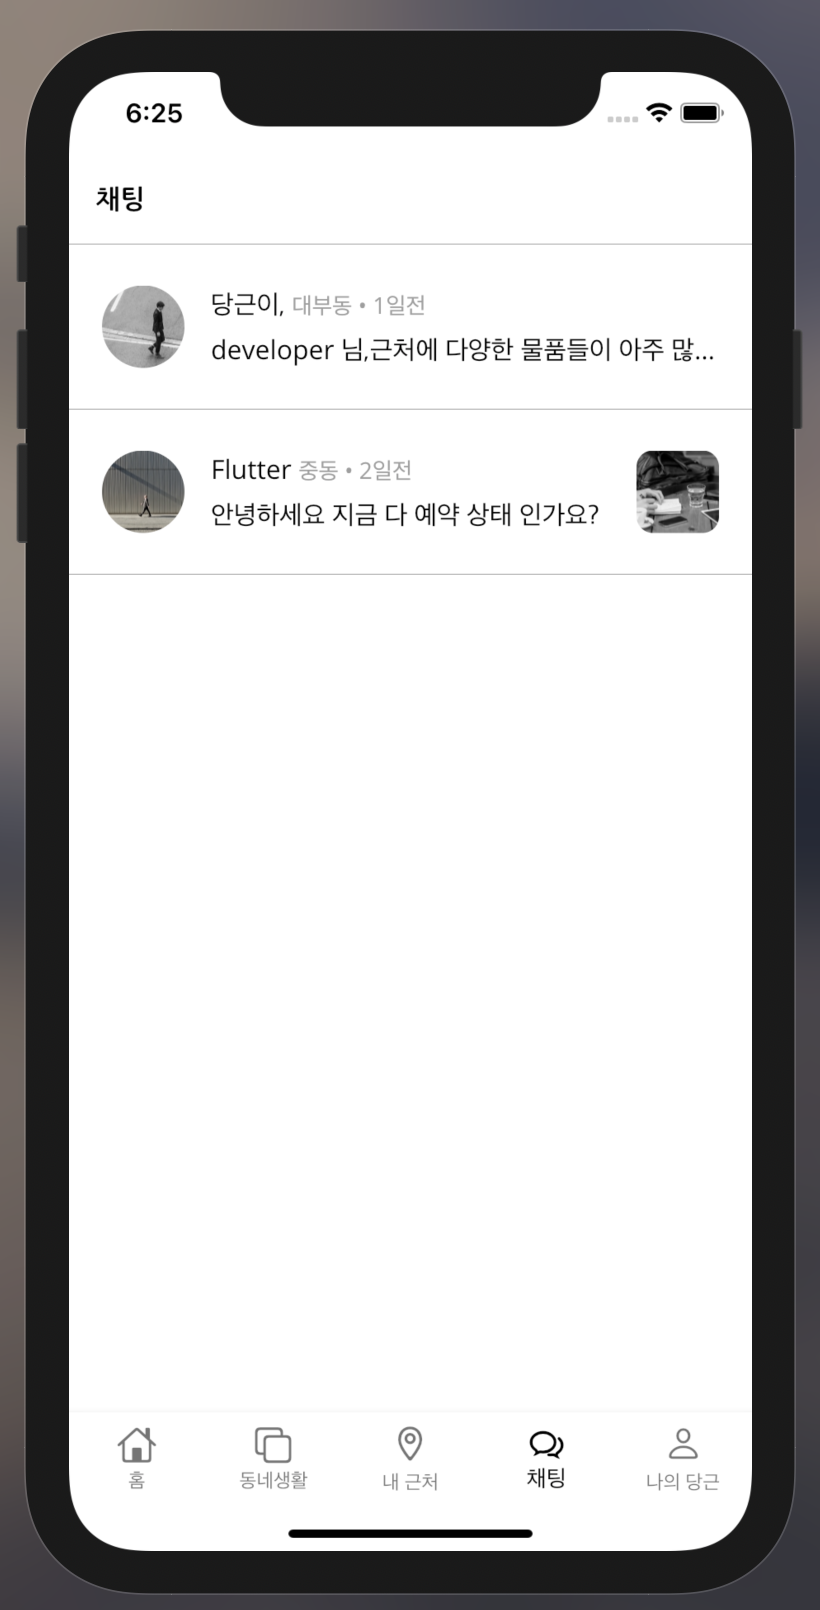 6:25
채팅
당근이, 대부동 • 1일전
developer 님,근처에 다양한 물품들이 아주 많...
Flutter 중동 • 2일전
안녕하세요 지금 다 예약 상태 인가요?
홈 동네생활 내 근처 채팅 나의 당근